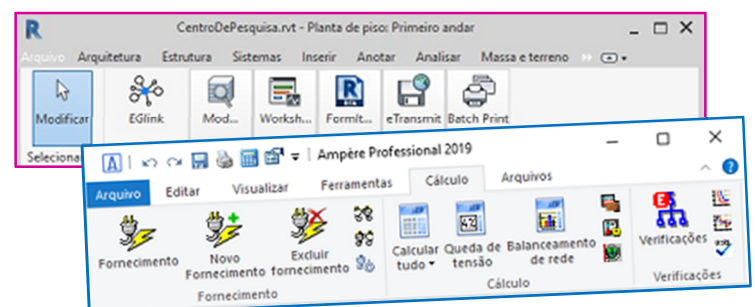 CentroDePesquisa.rvt - Planta de piso: Primeiro andar
Arquivo Arquitetura Estrutura Sistemas Inserir Anotar Analisar Massa e terreno
Modificar EGlink Mod... Worksh... FormIt... eTransmit Batch Print
Seleciona
Ampère Professional 2019
Arquivo Editar Visualizar Ferramentas Cálculo Arquivos
Fornecimento Novo Fornecimento Excluir fornecimento Calcular tudo Queda de tensão Balanceamento de rede Verificações
Fornecimento Cálculo Verificações